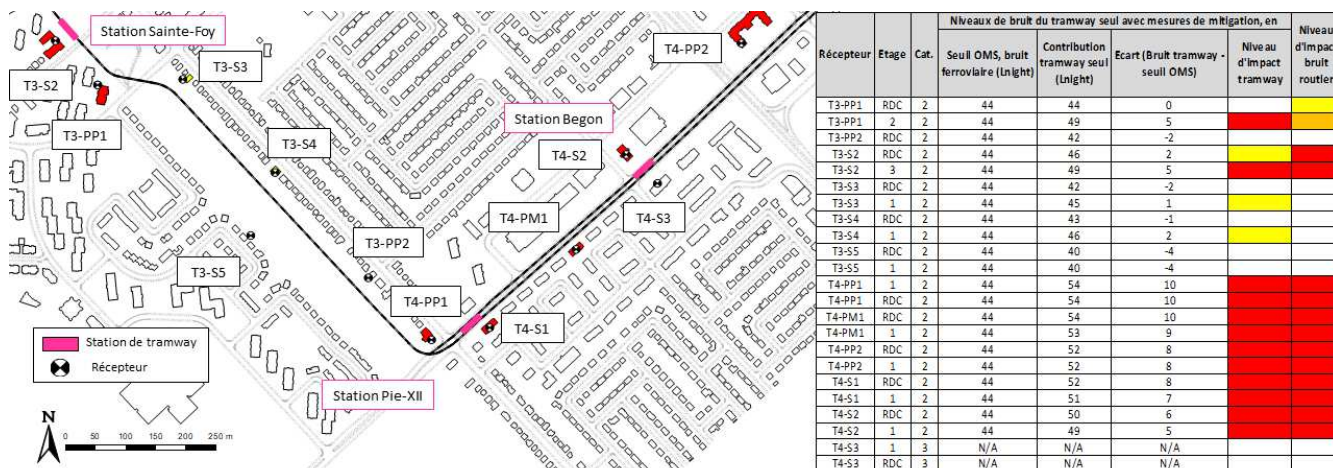 Station Sainte-Foy
T3-S3
T4-PP2
T3-S2
T3-PP1
Station Begon
T3-S4
T4-S2
T4-PM1
T4-S3
T3-PP2
T3-S5
T4-PP1
T4-S1
Station de tramway
Récepteur
Station Pie-XII
N
0 50 100 150 200 250 m
Niveaux de bruit du tramway seul avec mesures de mitigation, en
Récepteur Etage Cat. Seuil OMS, bruit ferroviaire (Lnight) Contribution tramway seul (Lnight) Ecart (Bruit tramway - seuil OMS) Niveau d'impact tramway Niveau d'impac bruit routier
T3-PP1 RDC 2 44 44 0
T3-PP1 2 2 44 49 5
T3-PP2 RDC 2 44 42 -2
T3-S2 RDC 2 44 46 2
T3-S2 3 2 44 49 5
T3-S3 RDC 2 44 42 -2
T3-S3 1 2 44 45 1
T3-S4 RDC 2 44 43 -1
T3-S4 1 2 44 46 2
T3-S5 RDC 2 44 40 -4
T3-S5 1 2 44 40 -4
T4-PP1 1 2 44 54 10
T4-PP1 RDC 2 44 54 10
T4-PM1 RDC 2 44 54 10
T4-PM1 1 2 44 53 9
T4-PP2 RDC 2 44 52 8
T4-PP2 1 2 44 52 8
T4-S1 RDC 2 44 52 8
T4-S1 1 2 44 51 7
T4-S2 RDC 2 44 50 6
T4-S2 1 2 44 49 5
T4-S3 1 3 N/A N/A N/A
T4-S3 RDC 3 N/A N/A N/A